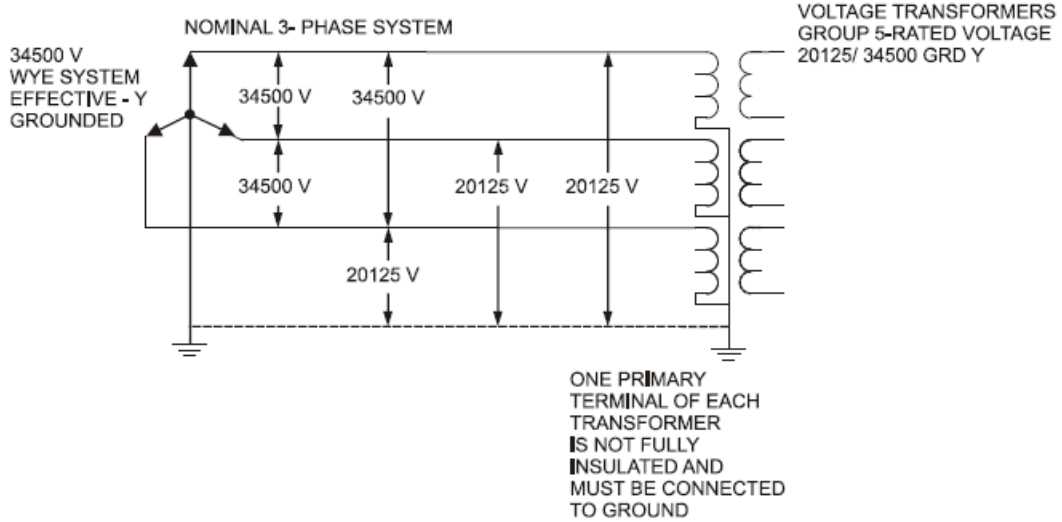 NOMINAL 3- PHASE SYSTEM
VOLTAGE TRANSFORMERS
GROUP 5-RATED VOLTAGE
20125/ 34500 GRD Y
34500 V
WYE SYSTEM
EFFECTIVE - Y
GROUNDED
34500 V
34500 V
34500 V
20125 V
20125 V
20125 V
ONE PRIMARY
TERMINAL OF EACH
TRANSFORMER
IS NOT FULLY
INSULATED AND
MUST BE CONNECTED
TO GROUND